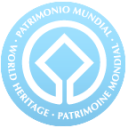 • PATRIMONIO MUNDIAL •
WORLD HERITAGE • PATRIMOINE MONDIAL